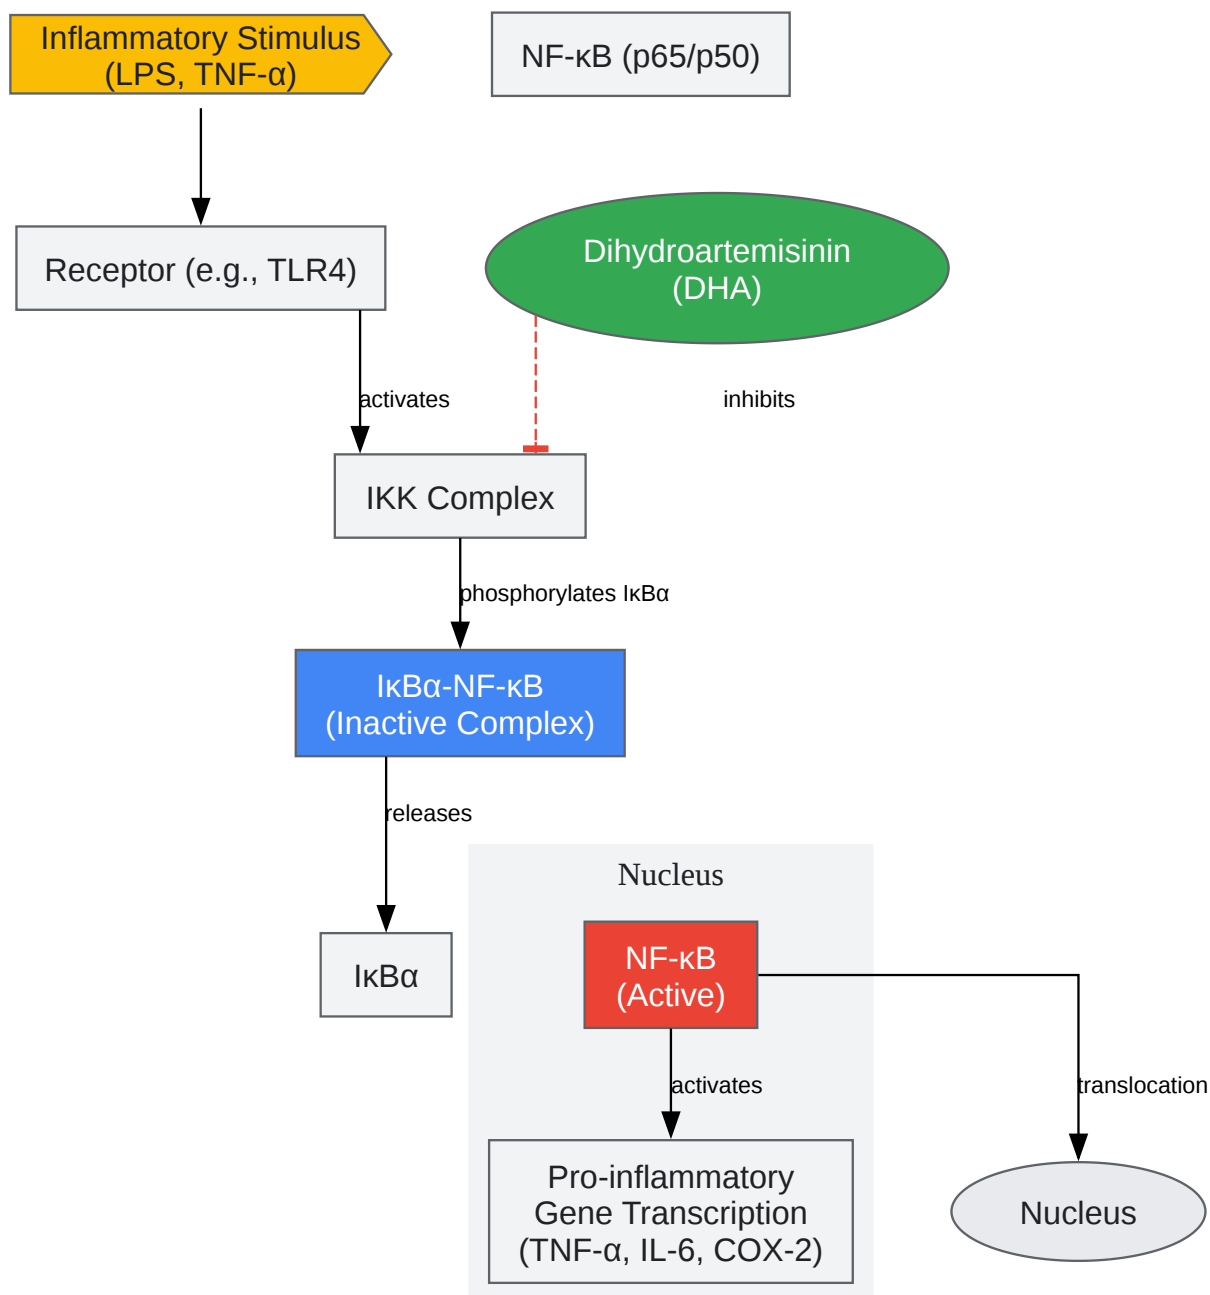 Inflammatory Stimulus
(LPS, TNF-α)
NF-κB (p65/p50)
Receptor (e.g., TLR4)
Dihydroartemisinin
(DHA)
activates
inhibits
IKK Complex
phosphorylates IκBα
IκBα-NF-κB
(Inactive Complex)
releases
Nucleus
NF-κB
(Active)
IκBα
activates
translocation
Pro-inflammatory
Gene Transcription
(TNF-α, IL-6, COX-2)
Nucleus